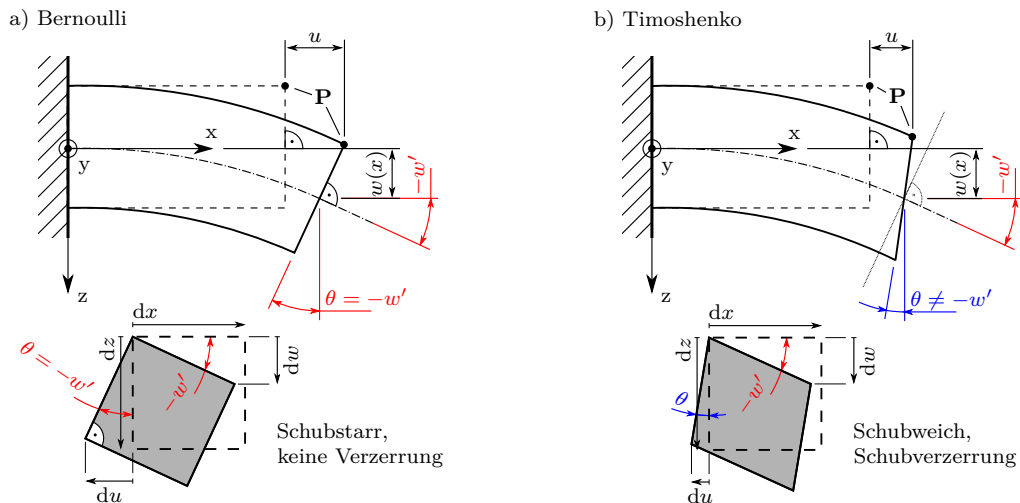 a) Bernoulli
u
P
x
y
w(x)
−w′
z
θ = −w′
dx
dz
dw
θ = −w′
−w′
du
Schubstarr,
keine Verzerrung
b) Timoshenko
u
P
x
y
w(x)
−w′
z
θ ≠ −w′
dx
dz
dw
θ
−w′
du
Schubweich,
Schubverzerrung